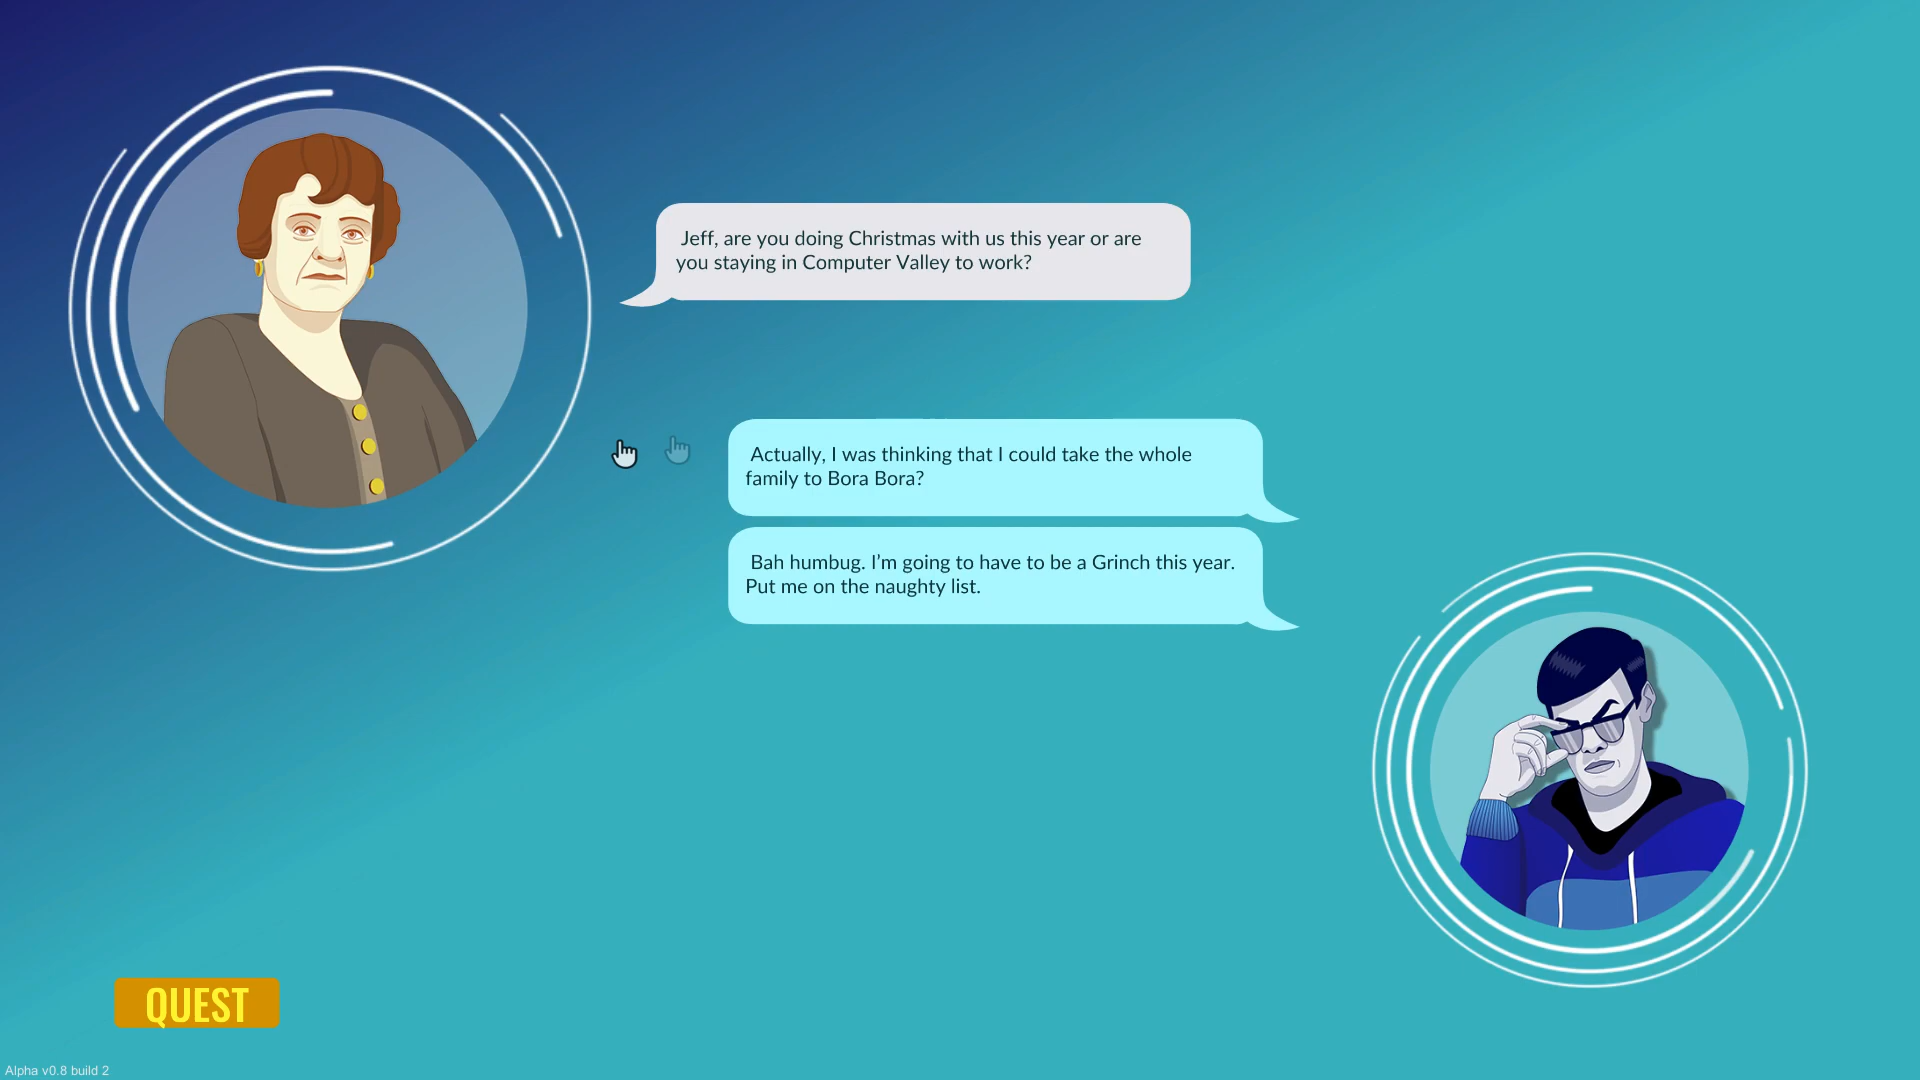 Jeff, are you doing Christmas with us this year or are
you staying in Computer Valley to work?
Actually, I was thinking that I could take the whole
family to Bora Bora?
Bah humbug. I’m going to have to be a Grinch this year.
Put me on the naughty list.
QUEST
Alpha v0.8 build 2